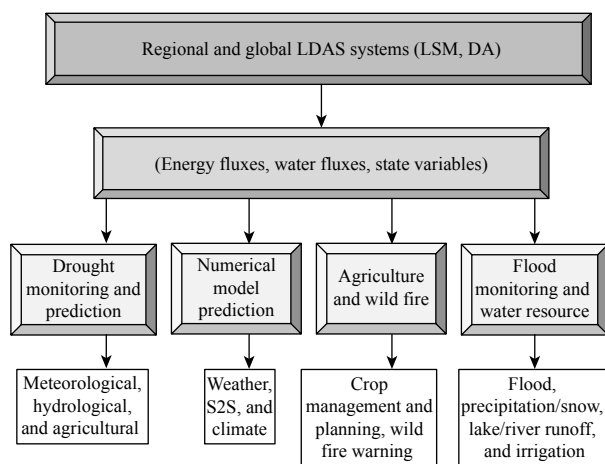 Regional and global LDAS systems (LSM, DA)
(Energy fluxes, water fluxes, state variables)
Drought
monitoring and
prediction
Numerical
model
prediction
Agriculture
and wild fire
Flood
monitoring and
water resource
Meteorological,
hydrological,
and agricultural
Weather,
S2S, and
climate
Crop
management and
planning, wild
fire warning
Flood,
precipitation/snow,
lake/river runoff,
and irrigation